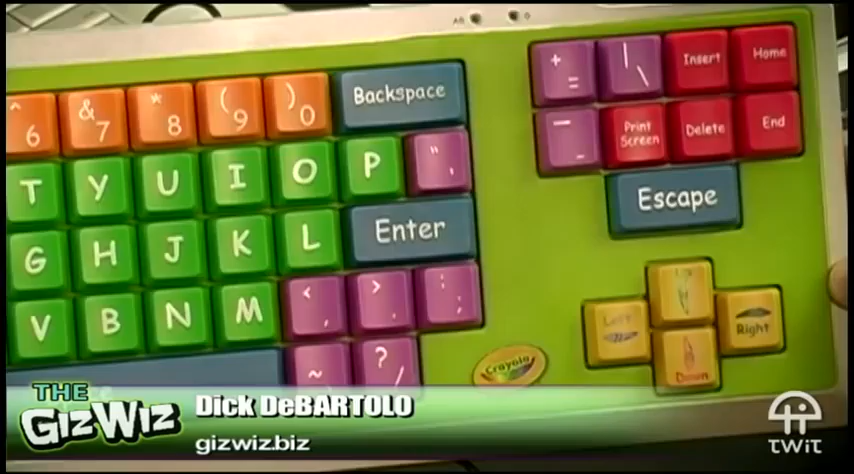 + = | \ Insert Home
^ 6 & 7 * 8 ( 9 ) 0 Backspace
— - Print Screen Delete End
T Y U I O P " '
Escape
G H J K L Enter
V B N M < , > . : ;
Left Right
Down
~ ? /
Crayola
THE
GIZWIZ
Dick DeBARTOLO
gizwiz.biz
TWiT